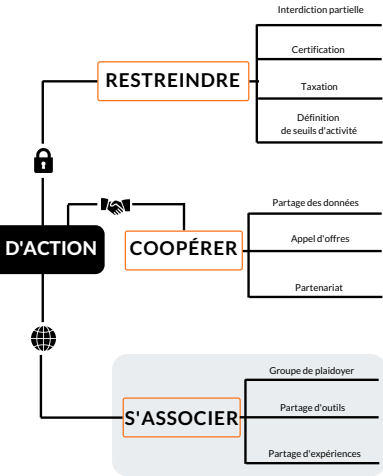 Interdiction partielle
Certification
RESTREINDRE
Taxation
Définition
de seuils d'activité
Partage des données
D'ACTION
COOPÉRER
Appel d'offres
Partenariat
Groupe de plaidoyer
S'ASSOCIER
Partage d'outils
Partage d'expériences